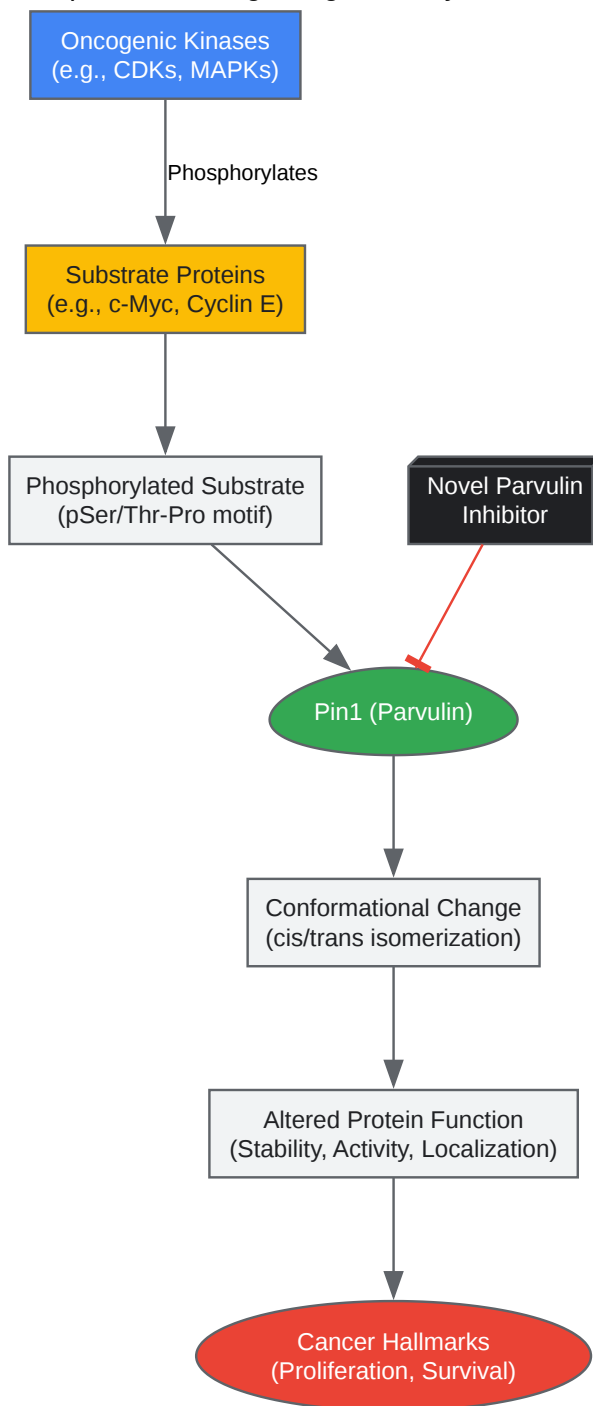 Oncogenic Kinases
(e.g., CDKs, MAPKs)
Phosphorylates
Substrate Proteins
(e.g., c-Myc, Cyclin E)
Phosphorylated Substrate
(pSer/Thr-Pro motif)
Novel Parvulin
Inhibitor
Pin1 (Parvulin)
Conformational Change
(cis/trans isomerization)
Altered Protein Function
(Stability, Activity, Localization)
Cancer Hallmarks
(Proliferation, Survival)